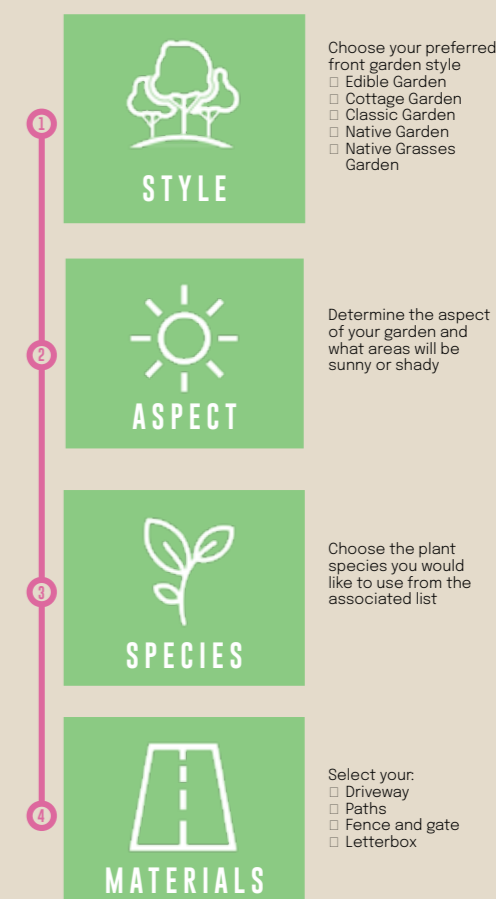 1
STYLE
Choose your preferred
front garden style
□ Edible Garden
□ Cottage Garden
□ Classic Garden
□ Native Garden
□ Native Grasses
Garden
2
ASPECT
Determine the aspect
of your garden and
what areas will be
sunny or shady
3
SPECIES
Choose the plant
species you would
like to use from the
associated list
4
MATERIALS
Select your:
□ Driveway
□ Paths
□ Fence and gate
□ Letterbox